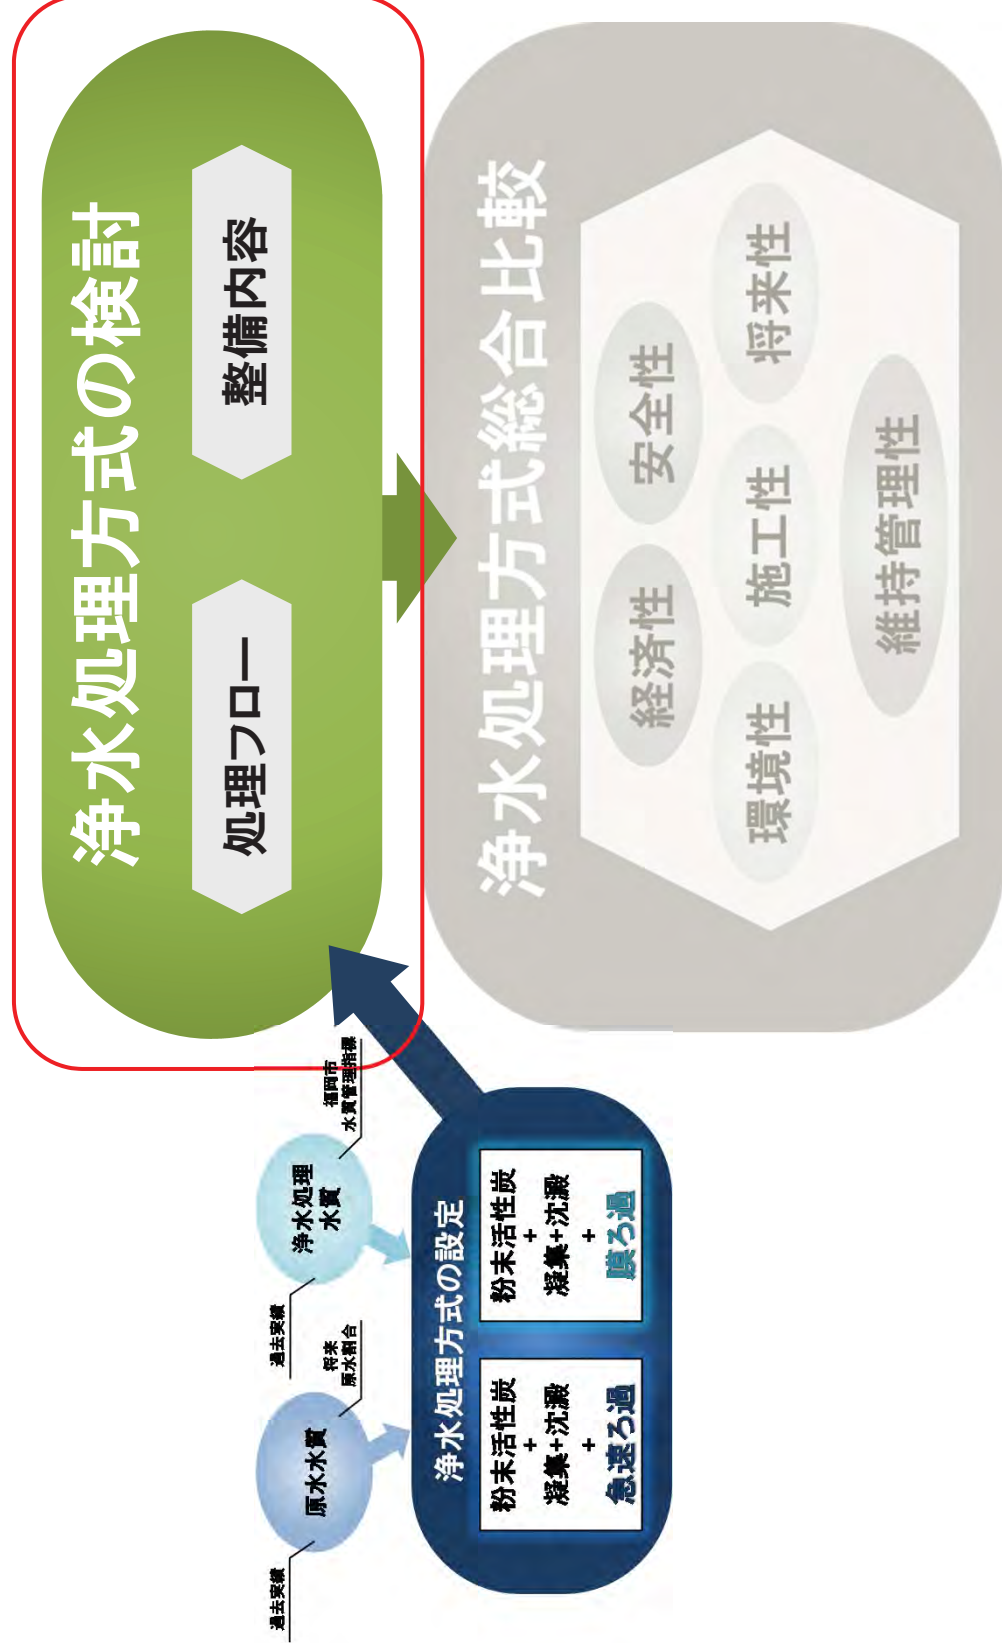 過去実績
原水水質
将来
原水割合
過去実績
浄水処理
水質
福岡市
水質管理指標
浄水処理方式の設定
粉末活性炭
+
凝集+沈澱
+
急速ろ過
粉末活性炭
+
凝集+沈澱
+
膜ろ過
浄水処理方式の検討
処理フロー
整備内容
浄水処理方式総合比較
経済性
安全性
環境性
施工性
将来性
維持管理性